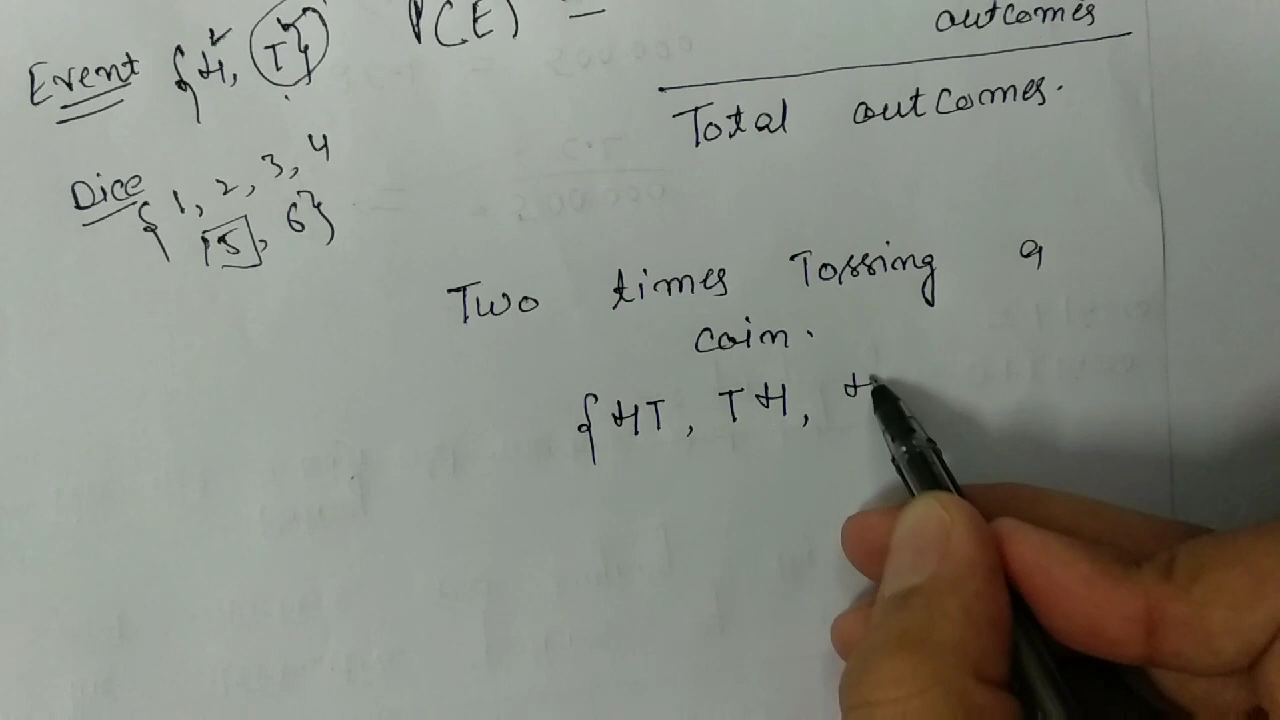 P(E) =
outcomes
Total outcomes.
Event {H, T}
Dice
{1, 2, 3, 4
5, 6}
Two times Tossing a
coin.
{HT, TH, H